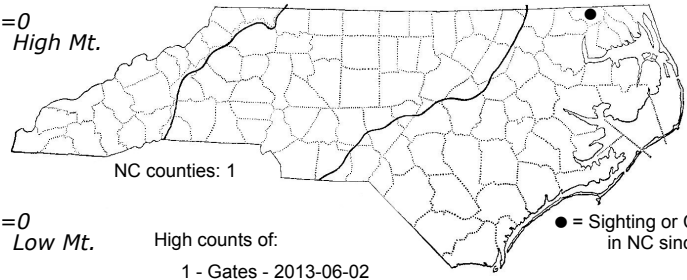 =0
High Mt.
NC counties: 1
=0
Low Mt.
High counts of:
1 - Gates - 2013-06-02
● = Sighting or
in NC